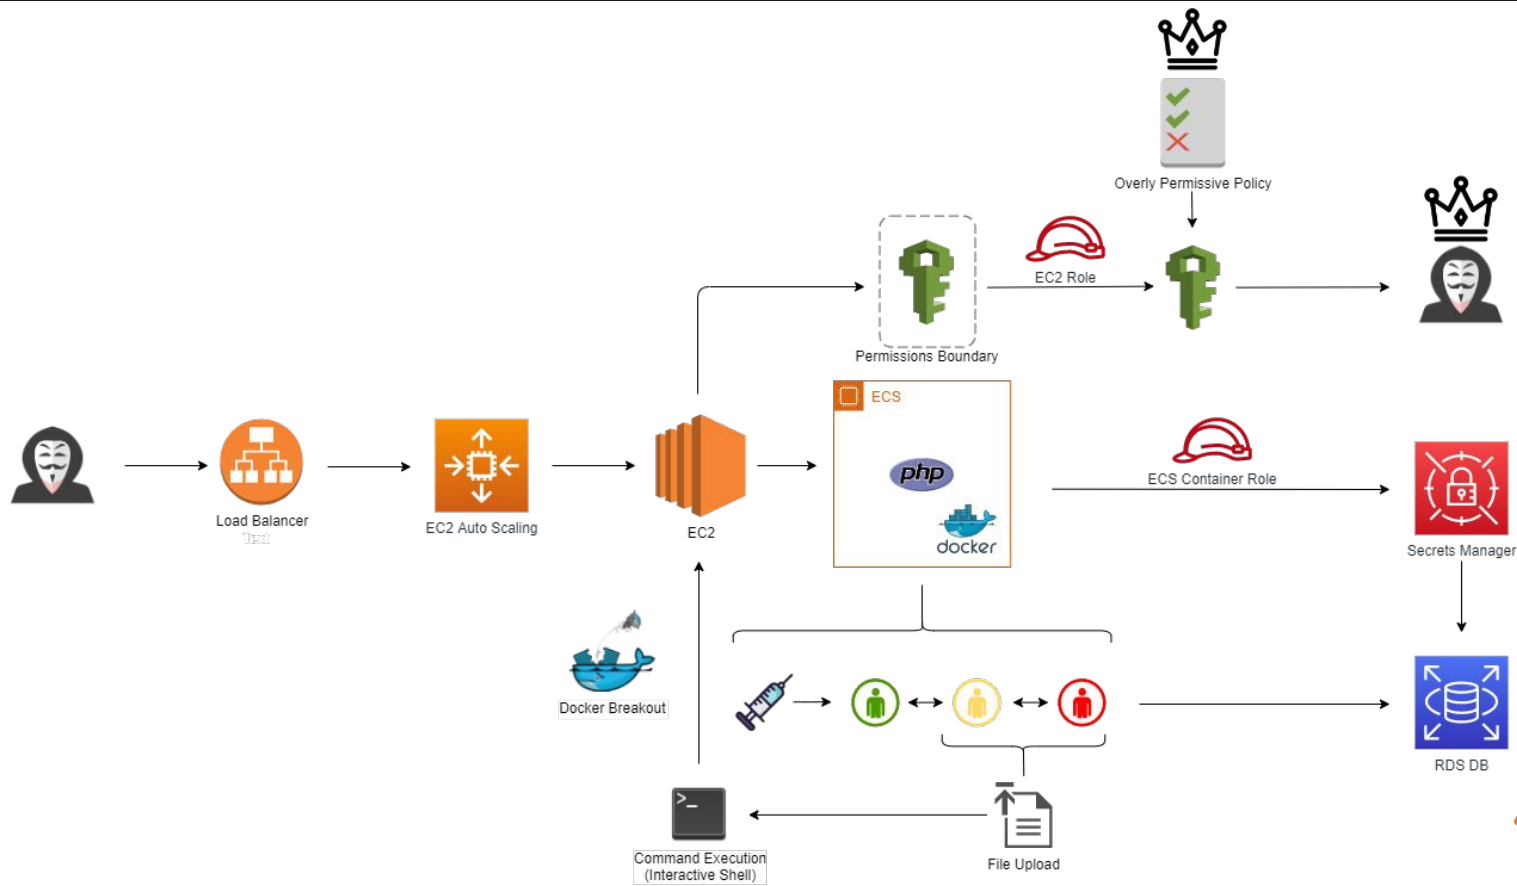 Overly Permissive Policy
EC2 Role
Permissions Boundary
ECS
php
docker
ECS Container Role
Load Balancer
Text
EC2 Auto Scaling
EC2
Secrets Manager
Docker Breakout
RDS DB
>_
Command Execution
(Interactive Shell)
File Upload